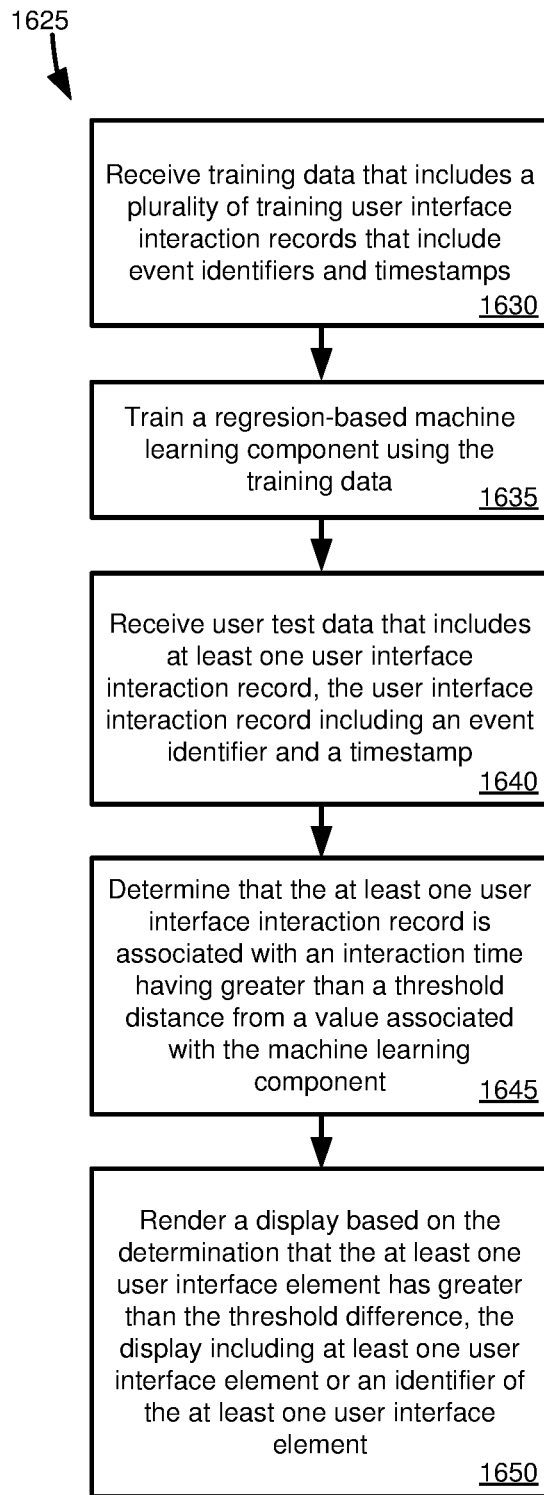 1625
Receive training data that includes a
plurality of training user interface
interaction records that include
event identifiers and timestamps
1630
Train a regresion-based machine
learning component using the
training data
1635
Receive user test data that includes
at least one user interface
interaction record, the user interface
interaction record including an event
identifier and a timestamp
1640
Determine that the at least one user
interface interaction record is
associated with an interaction time
having greater than a threshold
distance from a value associated
with the machine learning
component
1645
Render a display based on the
determination that the at least one
user interface element has greater
than the threshold difference, the
display including at least one user
interface element or an identifier of
the at least one user interface
element
1650